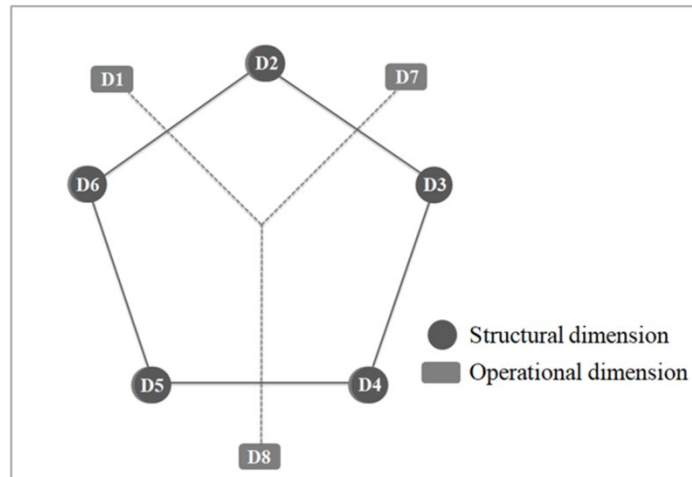 D2
D1
D7
D6
D3
Structural dimension
Operational dimension
D5
D4
D8